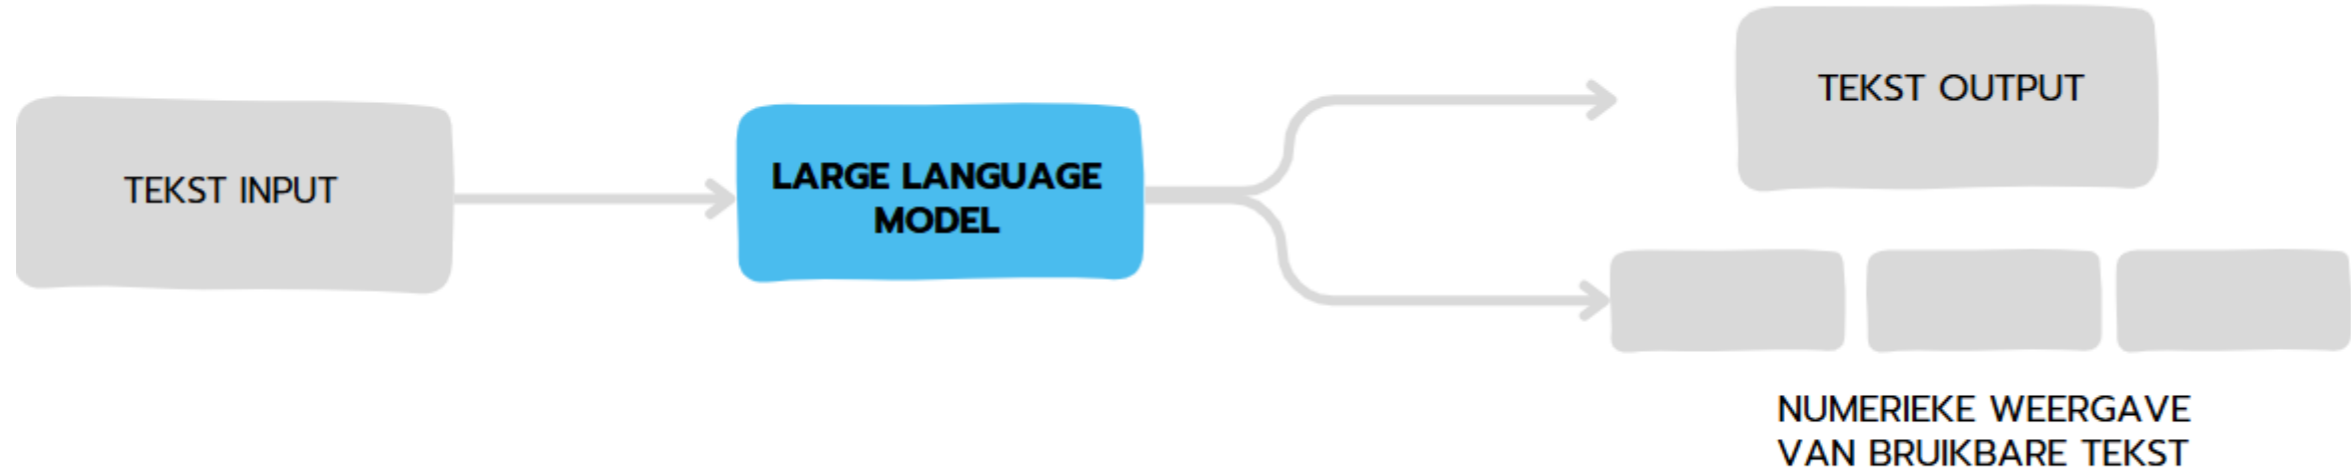 TEKST INPUT
LARGE LANGUAGE
MODEL
TEKST OUTPUT
NUMERIEKE WEERGAVE
VAN BRUIKBARE TEKST